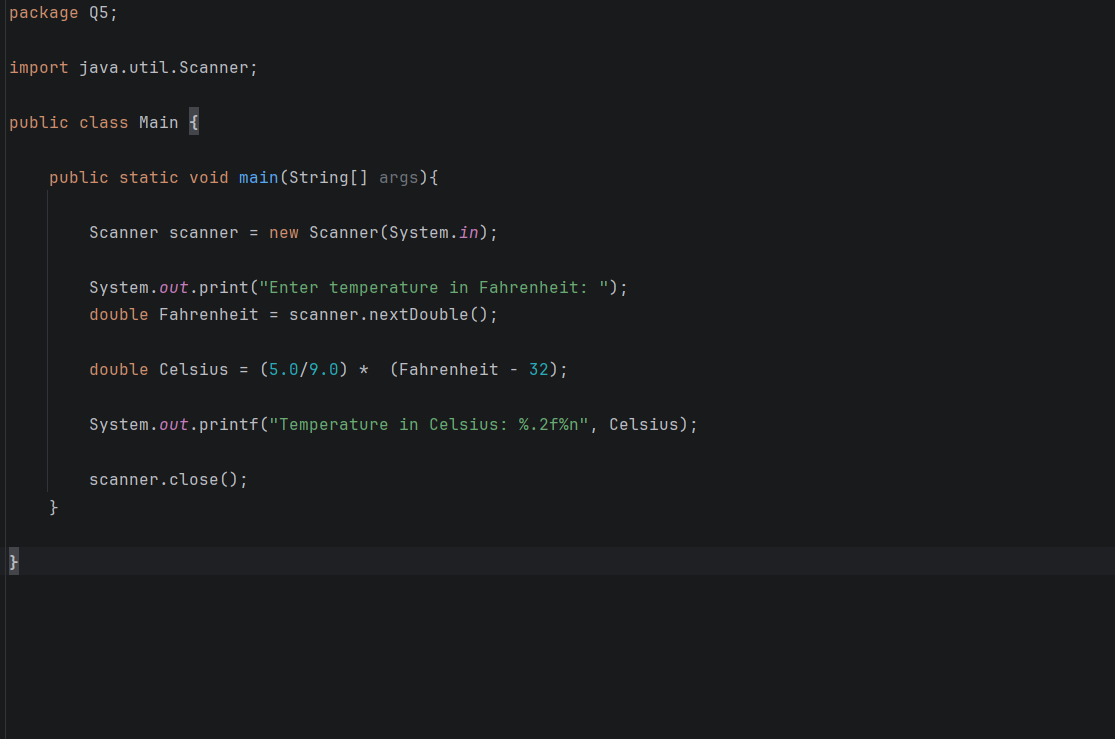 package Q5;
import java.util.Scanner;
public class Main {
    public static void main(String[] args){
        Scanner scanner = new Scanner(System.in);
        System.out.print("Enter temperature in Fahrenheit: ");
        double Fahrenheit = scanner.nextDouble();
        double Celsius = (5.0/9.0) *  (Fahrenheit - 32);
        System.out.printf("Temperature in Celsius: %.2f%n", Celsius);
        scanner.close();
    }
}